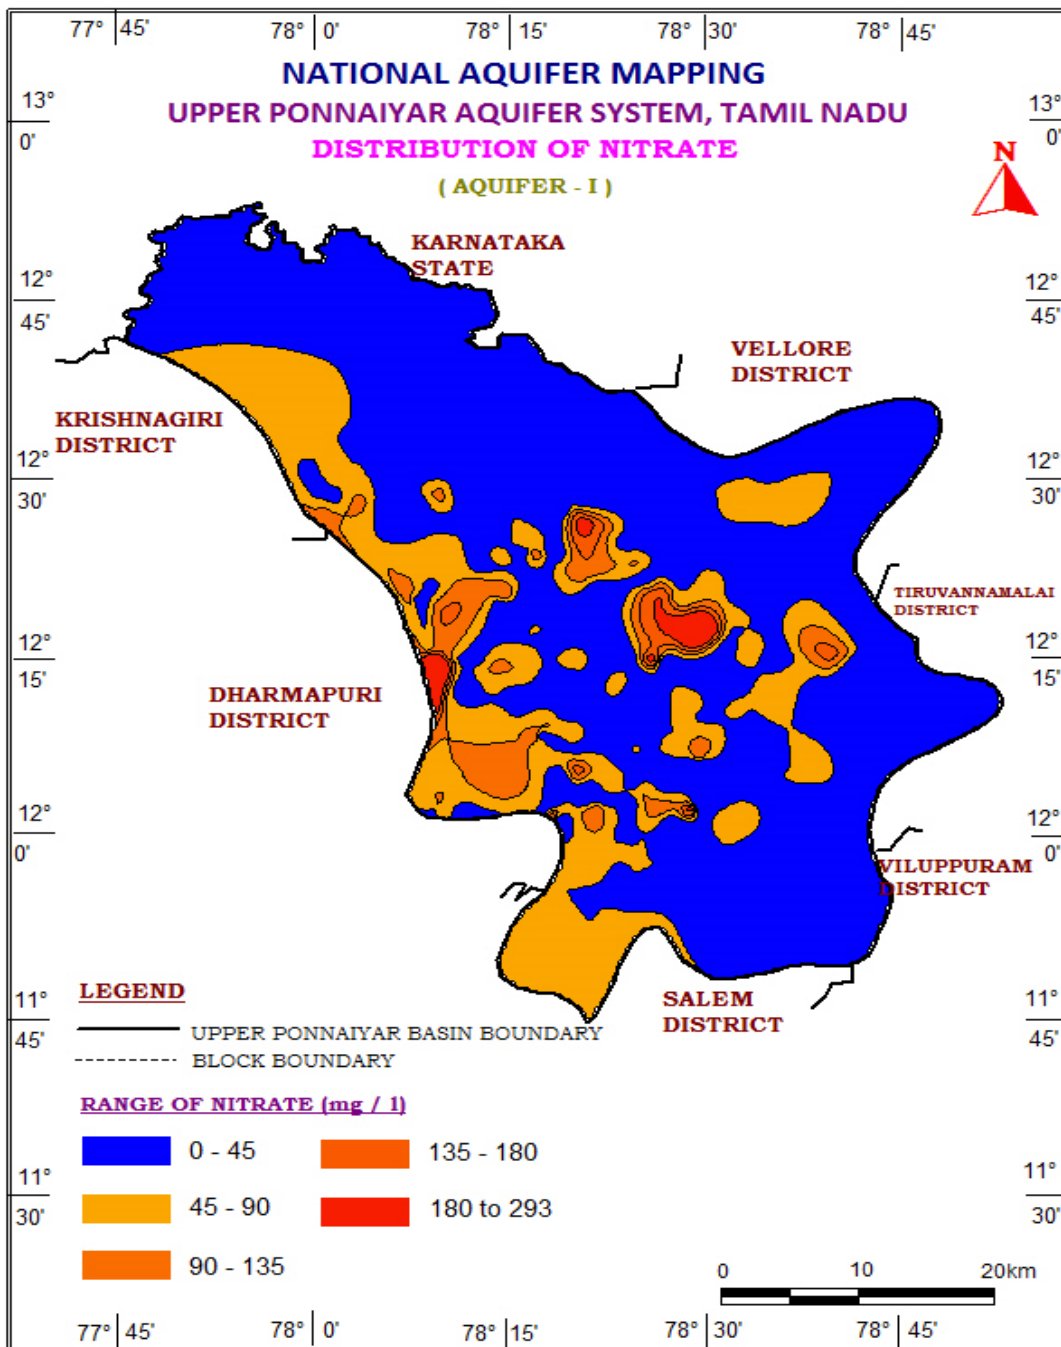 77° 45' 78° 0' 78° 15' 78° 30' 78° 45'
NATIONAL AQUIFER MAPPING
UPPER PONNAIYAR AQUIFER SYSTEM, TAMIL NADU
DISTRIBUTION OF NITRATE
( AQUIFER - I )
13°
0'
13°
0'
N
KARNATAKA
STATE
12°
45'
12°
45'
VELLORE
DISTRICT
KRISHNAGIRI
DISTRICT
12°
30'
12°
30'
TIRUVANNAMALAI
DISTRICT
12°
15'
12°
15'
DHARMAPURI
DISTRICT
12°
0'
12°
0'
VILUPPURAM
DISTRICT
SALEM
DISTRICT
11°
45'
11°
45'
LEGEND
UPPER PONNAIYAR BASIN BOUNDARY
BLOCK BOUNDARY
RANGE OF NITRATE (mg / l)
0 - 45
45 - 90
90 - 135
135 - 180
180 to 293
11°
30'
11°
30'
0 10 20km
77° 45' 78° 0' 78° 15' 78° 30' 78° 45'